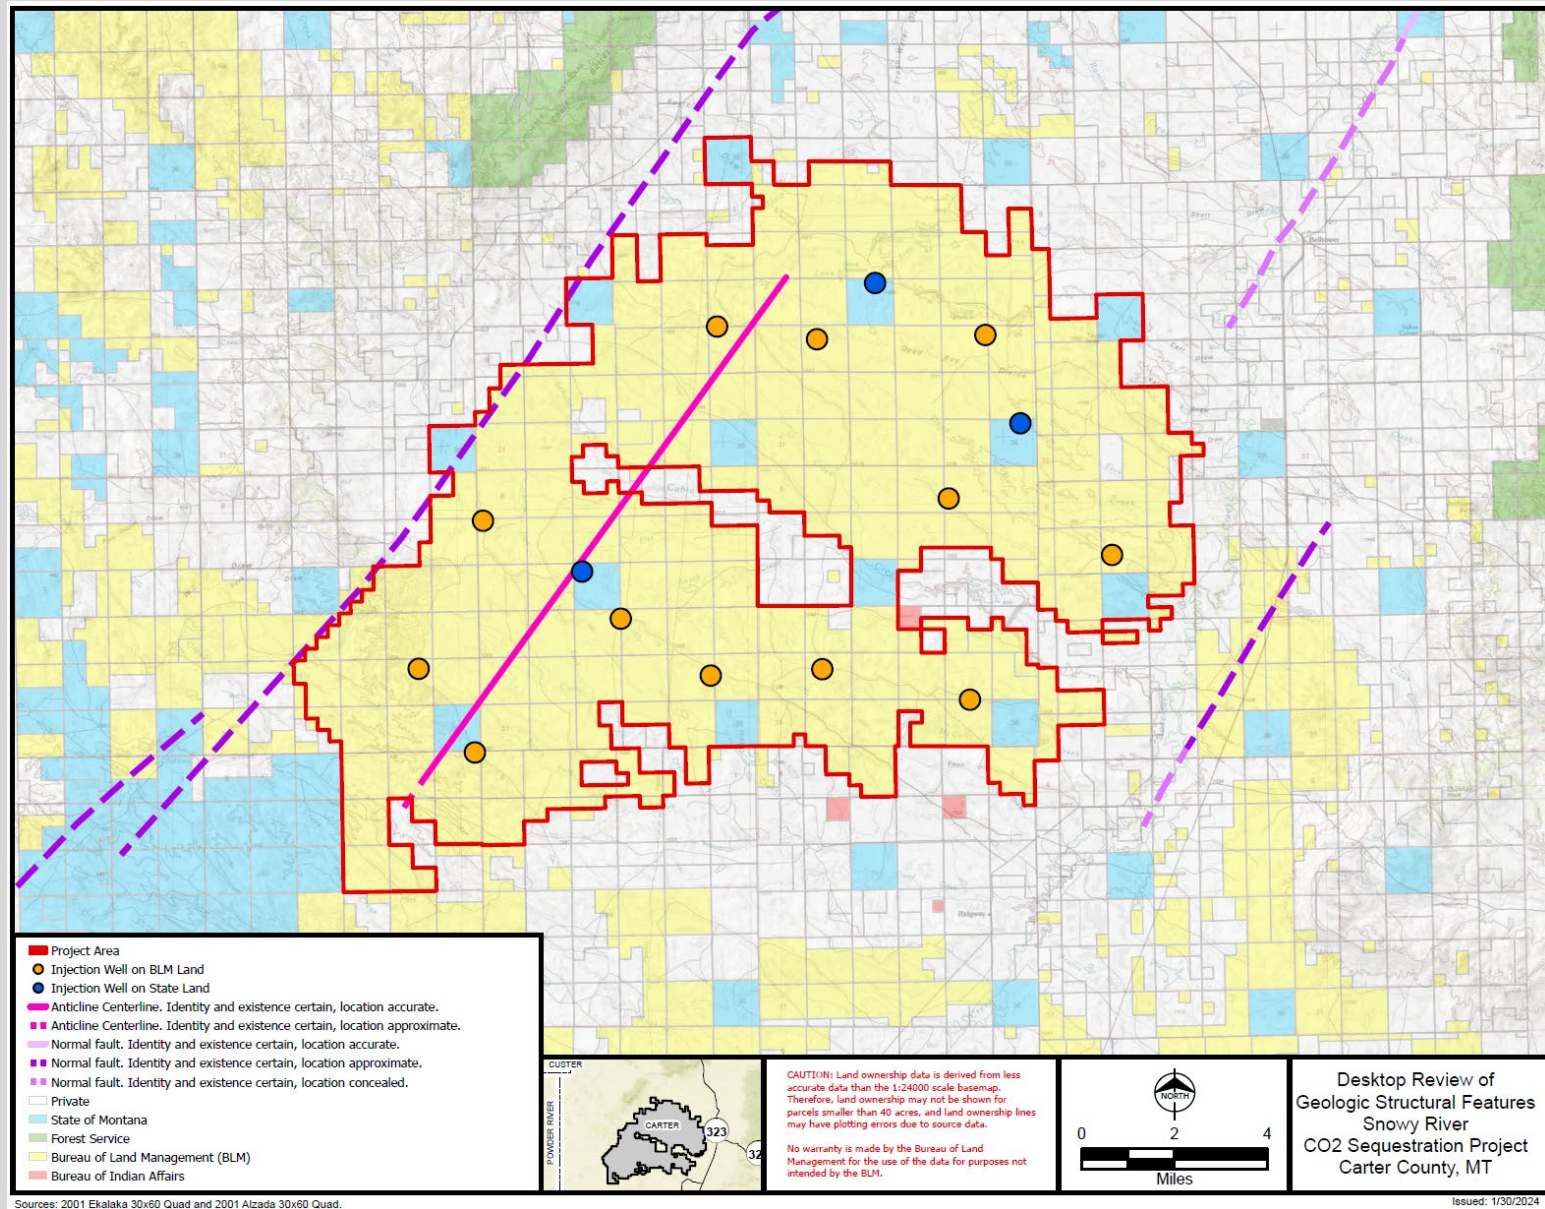 Belltower
Ridgway
Project Area
Injection Well on BLM Land
Injection Well on State Land
Anticline Centerline. Identity and existence certain, location accurate.
Anticline Centerline. Identity and existence certain, location approximate.
Normal fault. Identity and existence certain, location accurate.
Normal fault. Identity and existence certain, location approximate.
Normal fault. Identity and existence certain, location concealed.
Private
State of Montana
Forest Service
Bureau of Land Management (BLM)
Bureau of Indian Affairs
CUSTER
POWDER RIVER
CARTER
323
32
CAUTION: Land ownership data is derived from less
accurate data than the 1:24000 scale basemap.
Therefore, land ownership may not be shown for
parcels smaller than 40 acres, and land ownership lines
may have plotting errors due to source data.
No warranty is made by the Bureau of Land
Management for the use of the data for purposes not
intended by the BLM.
NORTH
0 2 4
Miles
Desktop Review of
Geologic Structural Features
Snowy River
CO2 Sequestration Project
Carter County, MT
Sources: 2001 Ekalaka 30x60 Quad and 2001 Alzada 30x60 Quad.
Issued: 1/30/2024